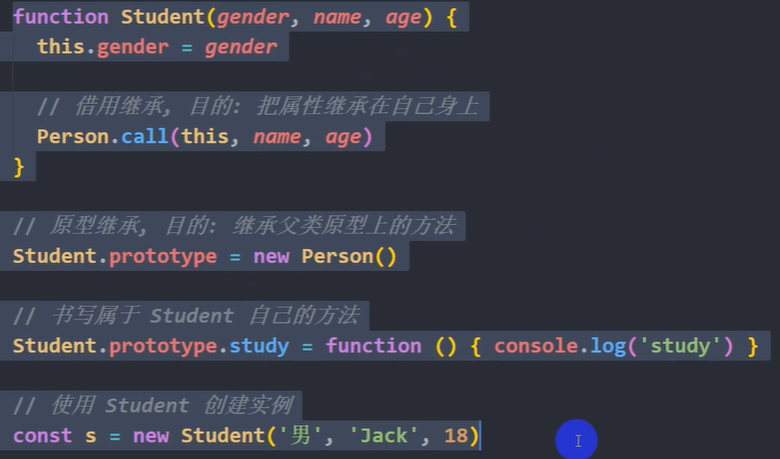 function Student(gender, name, age) {
this.gender = gender
// 借用继承, 目的: 把属性继承在自己身上
Person.call(this, name, age)
}
// 原型继承, 目的: 继承父类原型上的方法
Student.prototype = new Person()
// 书写属于 Student 自己的方法
Student.prototype.study = function () { console.log('study') }
// 使用 Student 创建实例
const s = new Student('男', 'Jack', 18)